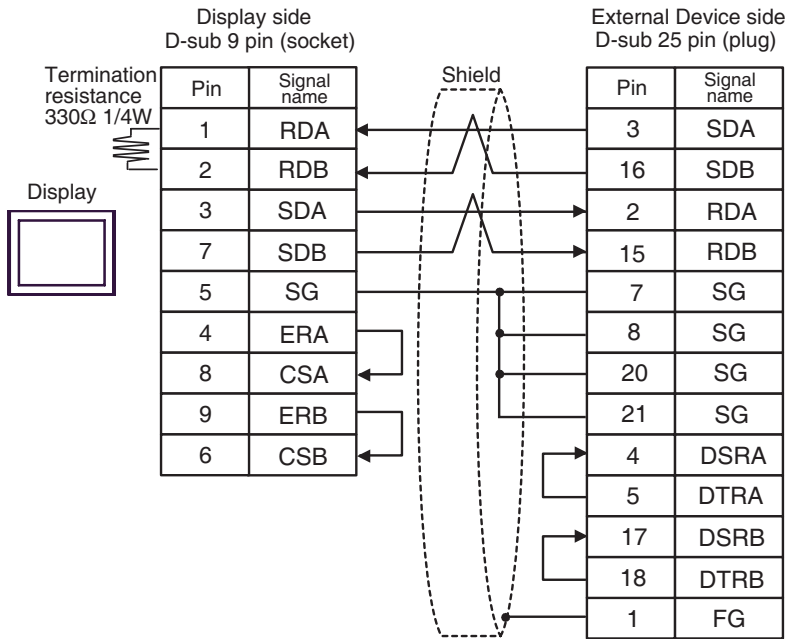 Display side
D-sub 9 pin (socket)
External Device side
D-sub 25 pin (plug)
Termination
resistance
330Ω 1/4W
Shield
Display
Pin Signal name
1 RDA
2 RDB
3 SDA
7 SDB
5 SG
4 ERA
8 CSA
9 ERB
6 CSB
Pin Signal name
3 SDA
16 SDB
2 RDA
15 RDB
7 SG
8 SG
20 SG
21 SG
4 DSRA
5 DTRA
17 DSRB
18 DTRB
1 FG